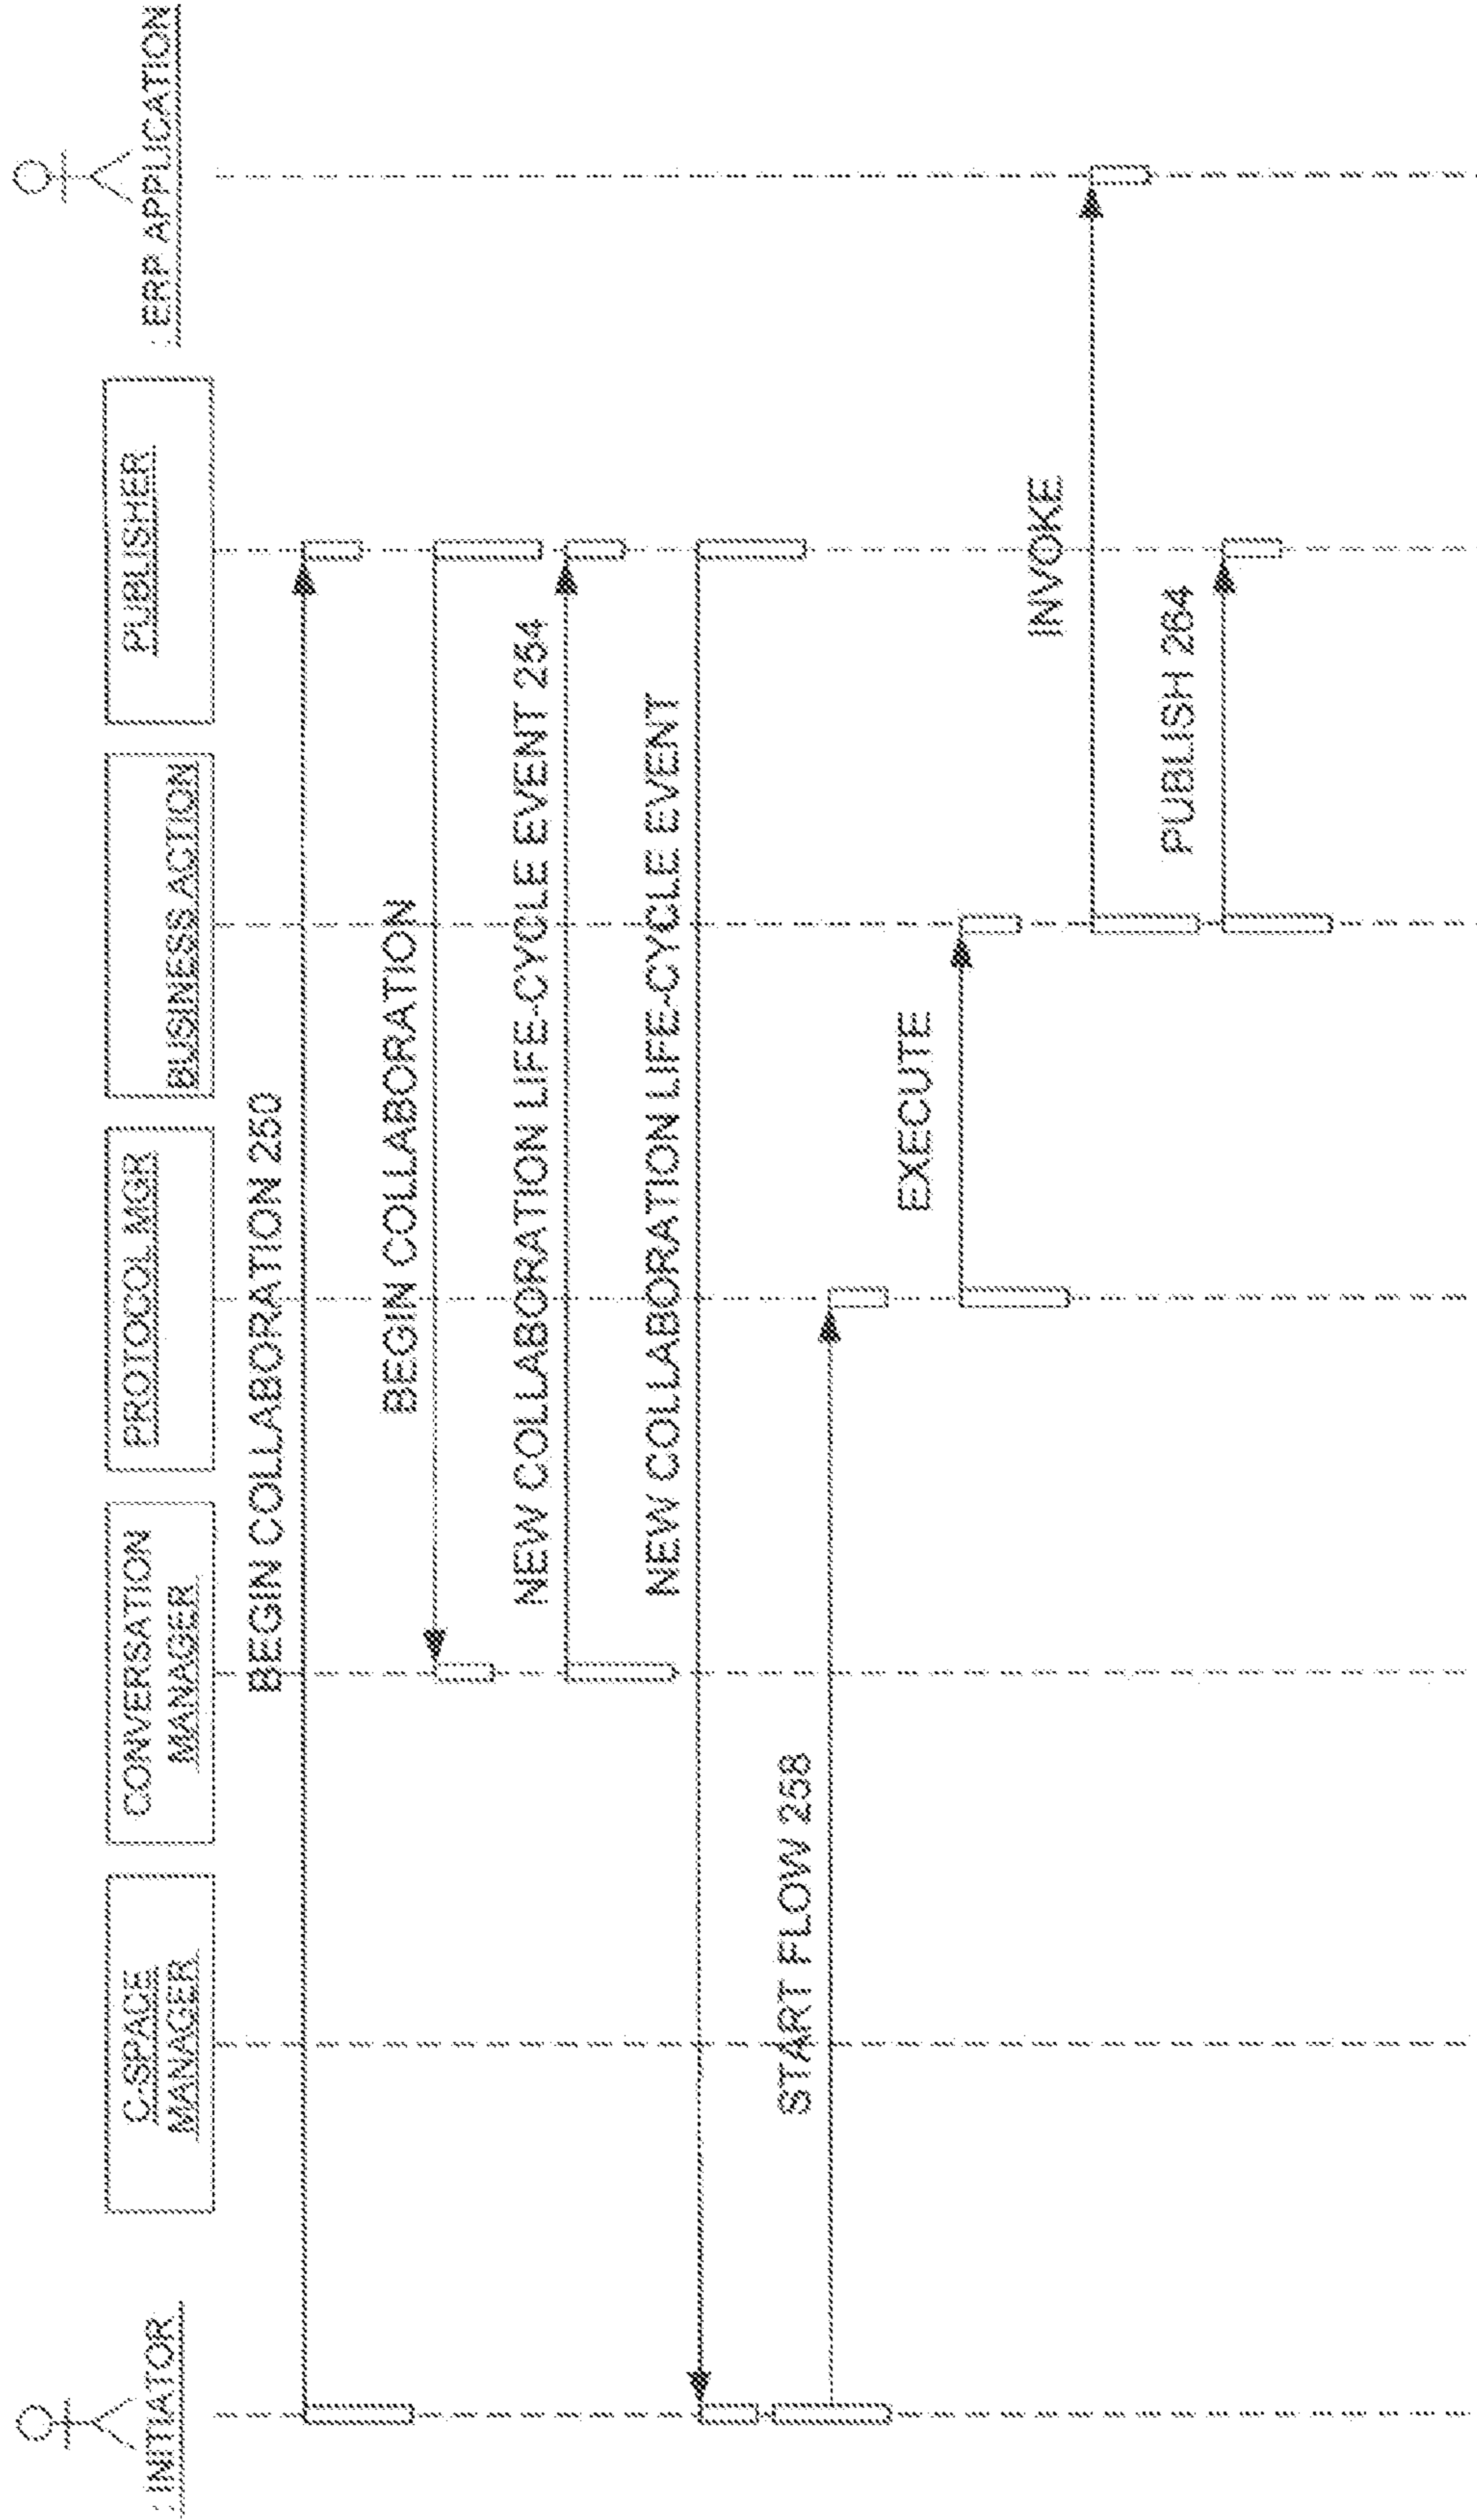 : INITIATOR
C-SPACE
MANAGER
CONVERSATION
MANAGER
PROTOCOL MGR
BUSINESS ACTION
PUBLISHER
: ERP APPLICATION
BEGIN COLLABORATION 250
BEGIN COLLABORATION
NEW COLLABORATION LIFE-CYCLE EVENT 254
NEW COLLABORATION LIFE-CYCLE EVENT
START FLOW 258
EXECUTE
INVOKE
PUBLISH 264